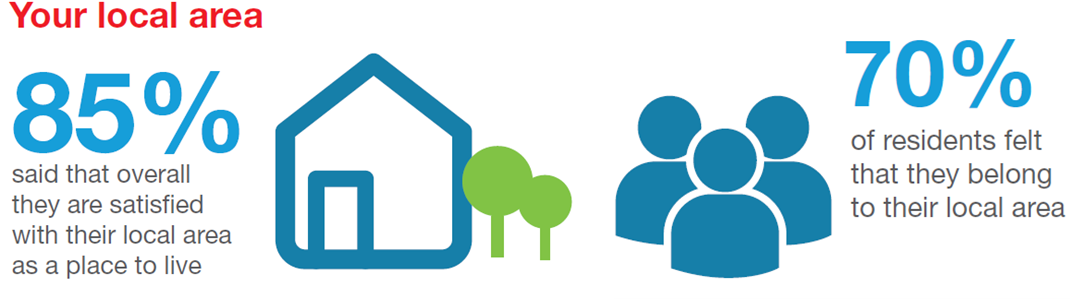 Your local area
85%
said that overall
they are satisfied
with their local area
as a place to live
70%
of residents felt
that they belong
to their local area